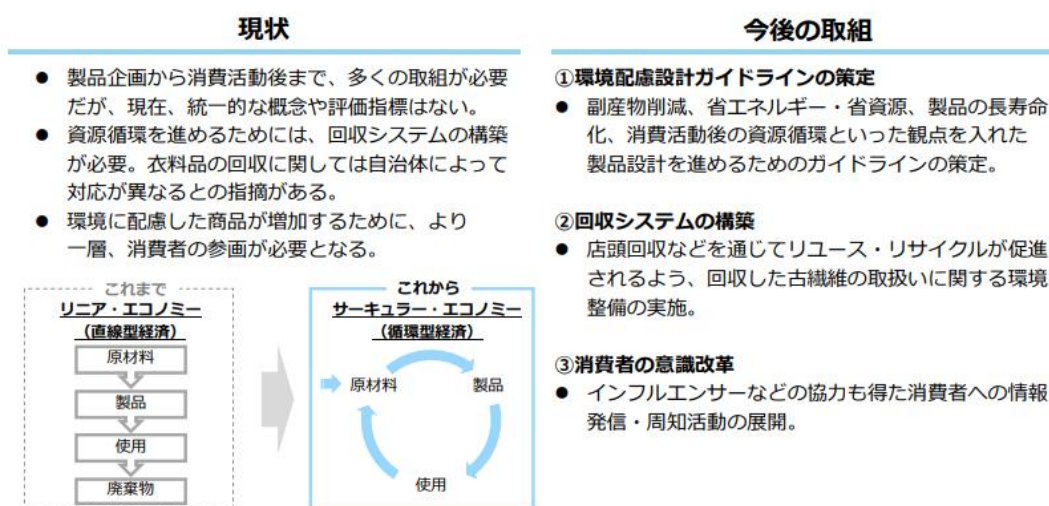 現状
● 製品企画から消費活動後まで、多くの取組が必要
だが、現在、統一的な概念や評価指標はない。
● 資源循環を進めるためには、回収システムの構築
が必要。衣料品の回収に関しては自治体によって
対応が異なるとの指摘がある。
● 環境に配慮した商品が増加するために、より
一層、消費者の参画が必要となる。
これまで
リニア・エコノミー
（直線型経済）
原材料
製品
使用
廃棄物
これから
サーキュラー・エコノミー
（循環型経済）
原材料
製品
使用
今後の取組
①環境配慮設計ガイドラインの策定
● 副産物削減、省エネルギー・省資源、製品の長寿命
化、消費活動後の資源循環といった観点を入れた
製品設計を進めるためのガイドラインの策定。
②回収システムの構築
● 店頭回収などを通じてリユース・リサイクルが促進
されるよう、回収した古繊維の取扱いに関する環境
整備の実施。
③消費者の意識改革
● インフルエンサーなどの協力も得た消費者への情報
発信・周知活動の展開。